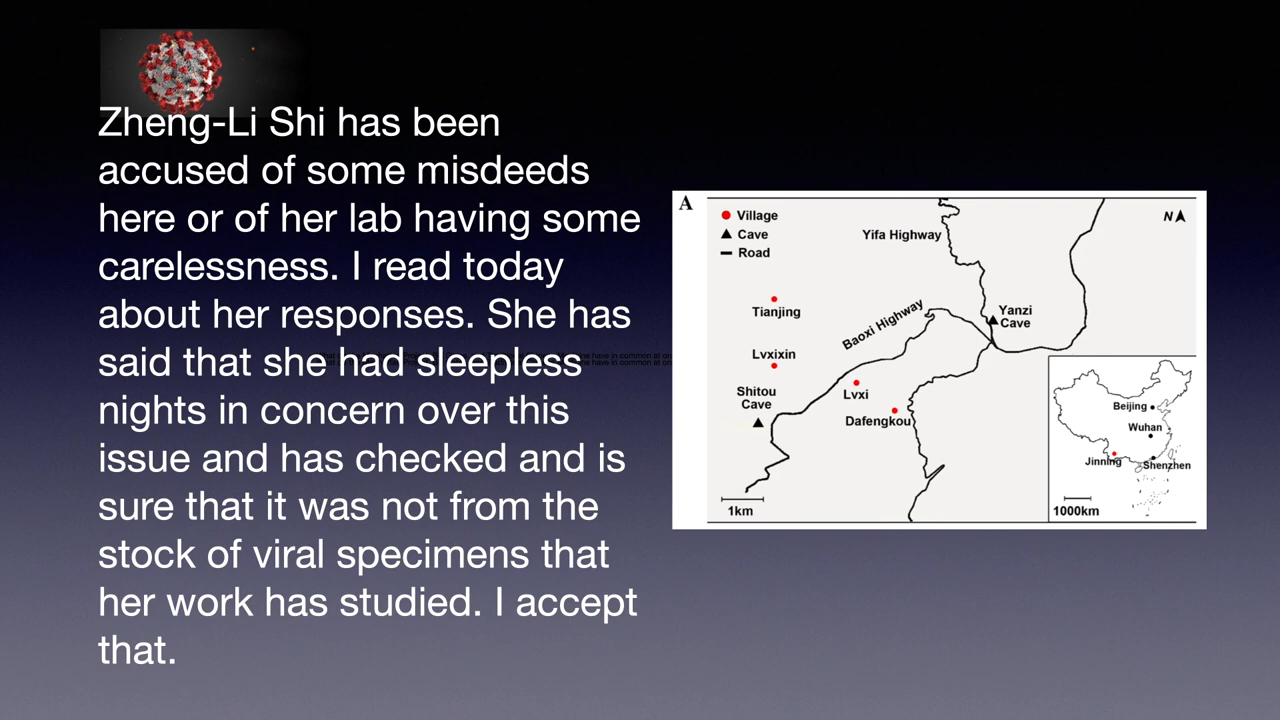 Zheng-Li Shi has been
accused of some misdeeds
here or of her lab having some
carelessness. I read today
about her responses. She has
said that she had sleepless
nights in concern over this
issue and has checked and is
sure that it was not from the
stock of viral specimens that
her work has studied. I accept
that.
A
Village
Cave
Road
N
Yifa Highway
Tianjing
Baoxi Highway
Yanzi
Cave
Lvxixin
Shitou
Cave
Lvxi
Dafengkou
1km
Beijing
Wuhan
Jinning
Shenzhen
1000km